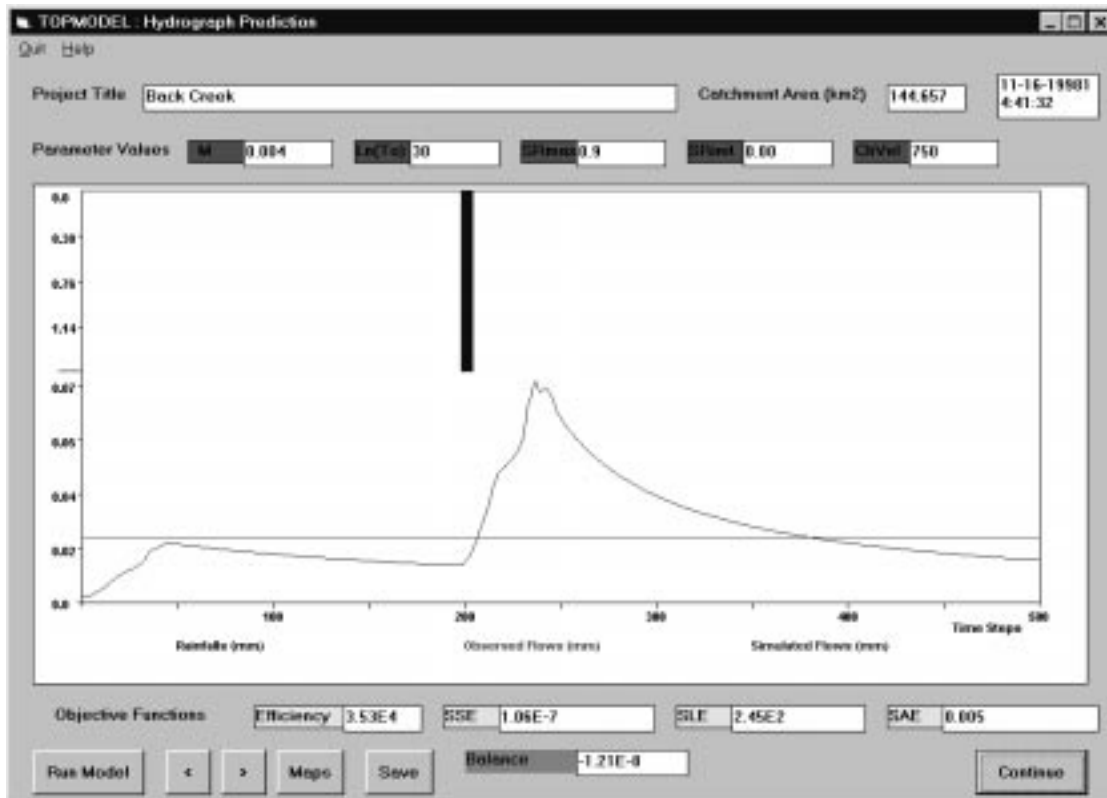 TOPMODEL : Hydrograph Prediction
Quit Help
Project Title Back Creek Catchment Area (km2) 144.657 11-16-19981
4:41:32
Parameter Values M 0.004 Ln(To) 30 SRmax 0.9 SRinit 0.00 ChVel 750
0.0
0.38
0.76
1.14
0.07
0.05
0.04
0.02
0.0
100 200 300 400 500
Time Steps
Rainfalls (mm) Observed Flows (mm) Simulated Flows (mm)
Objective Functions Efficiency 3.53E4 SSE 1.06E-7 SLE 2.45E2 SAE 0.005
Run Model < > Maps Save Balance -1.21E-8 Continue